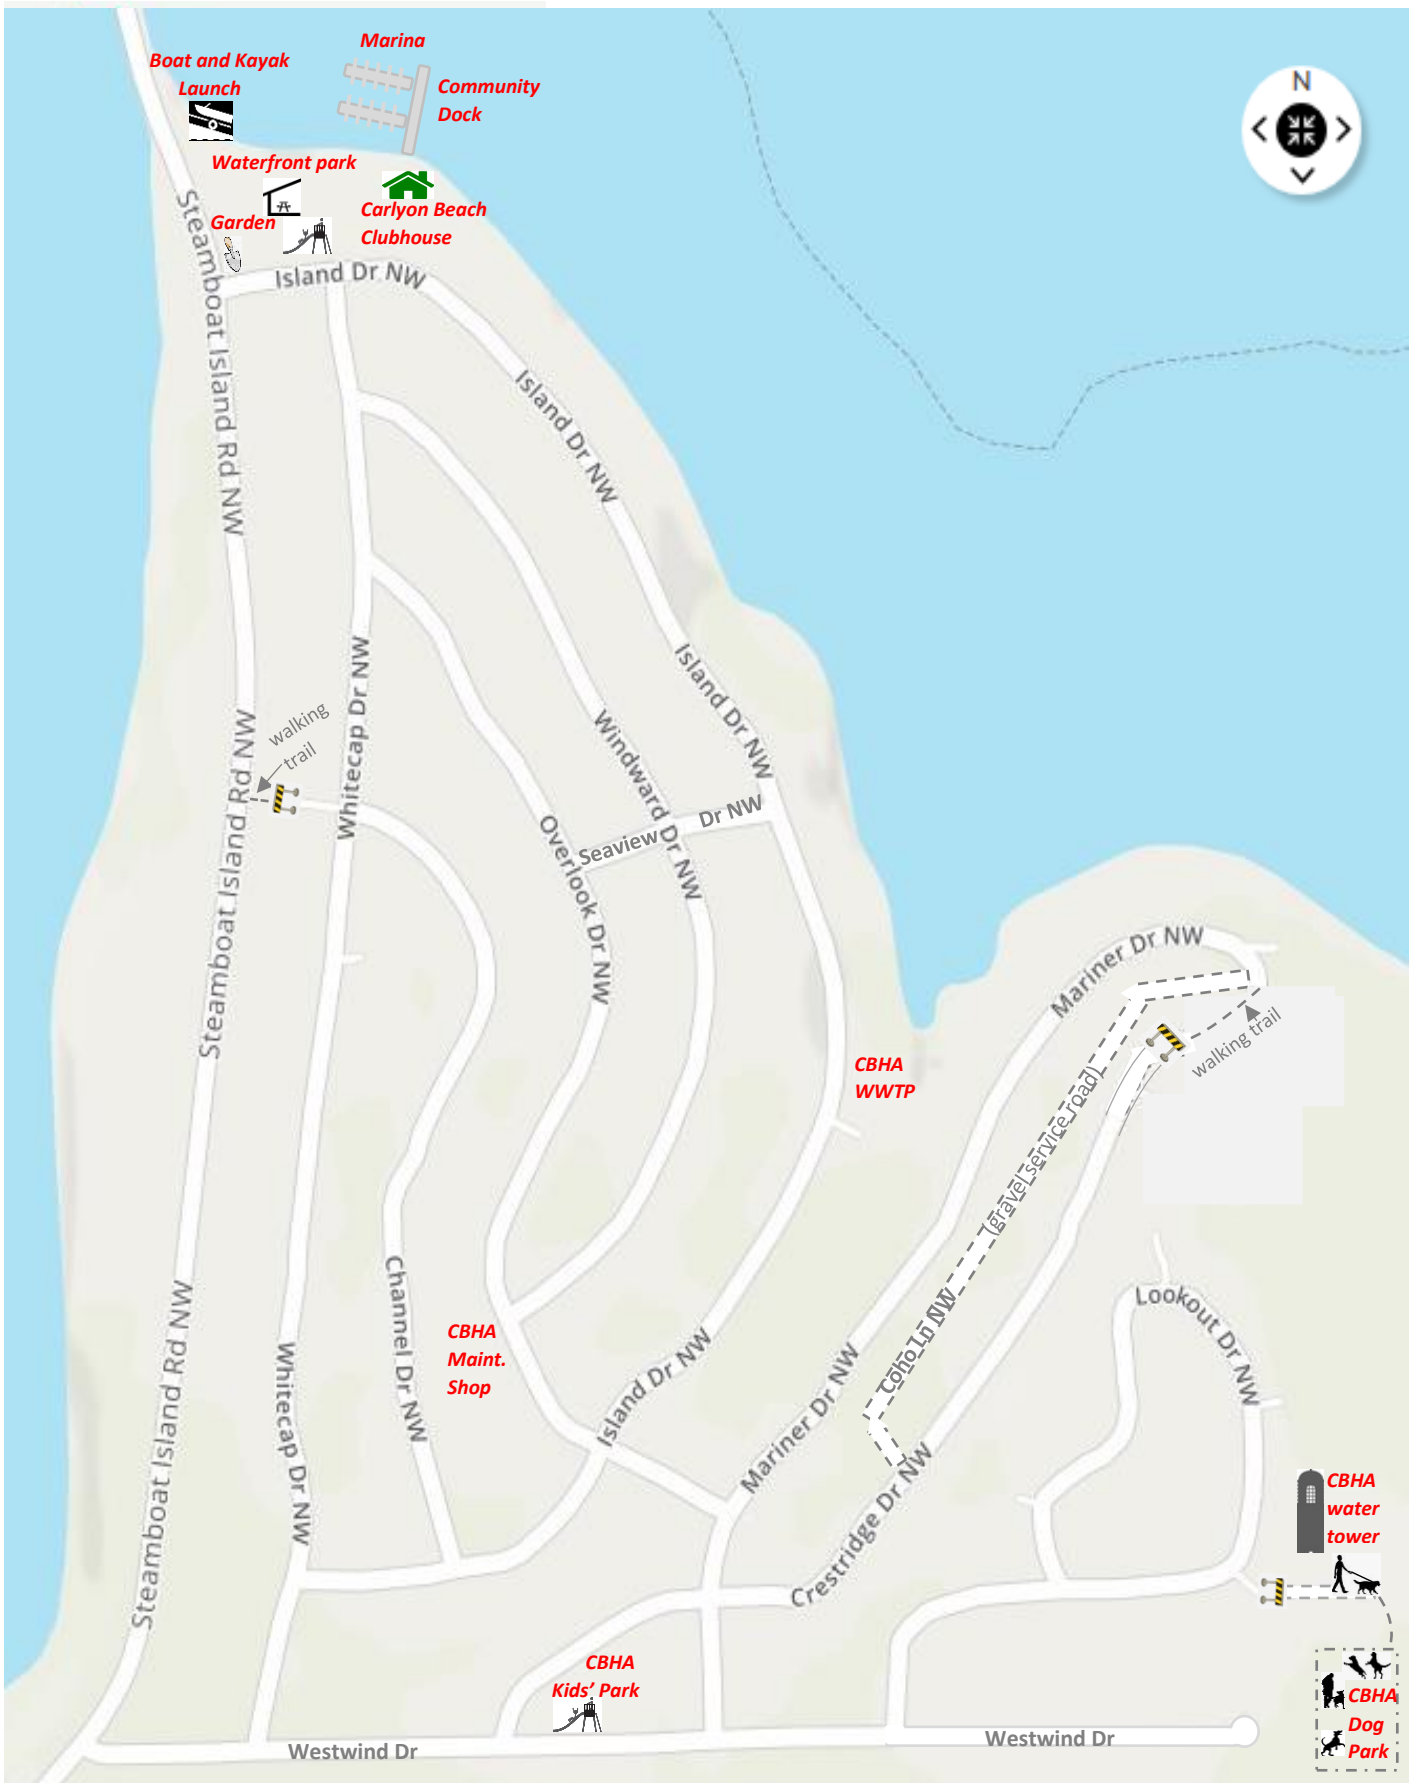 Marina
Boat and Kayak
Launch
Community
Dock
N
Waterfront park
Garden
Carlyon Beach
Clubhouse
Steamboat Island Rd NW
Island Dr NW
Island Dr NW
Island Dr NW
walking
trail
Whitecap Dr NW
Steamboat Island Rd NW
Windward Dr NW
Overlook Dr NW
Seaview Dr NW
Mariner Dr NW
walking trail
CBHA
WWTP
(gravel service road)
Coho Ln NW
Channel Dr NW
Lookout Dr NW
Steamboat Island Rd NW
Whitecap Dr NW
CBHA
Maint.
Shop
Island Dr NW
Mariner Dr NW
Crestridge Dr NW
CBHA
water
tower
CBHA
Kids' Park
CBHA
Dog
Park
Westwind Dr
Westwind Dr